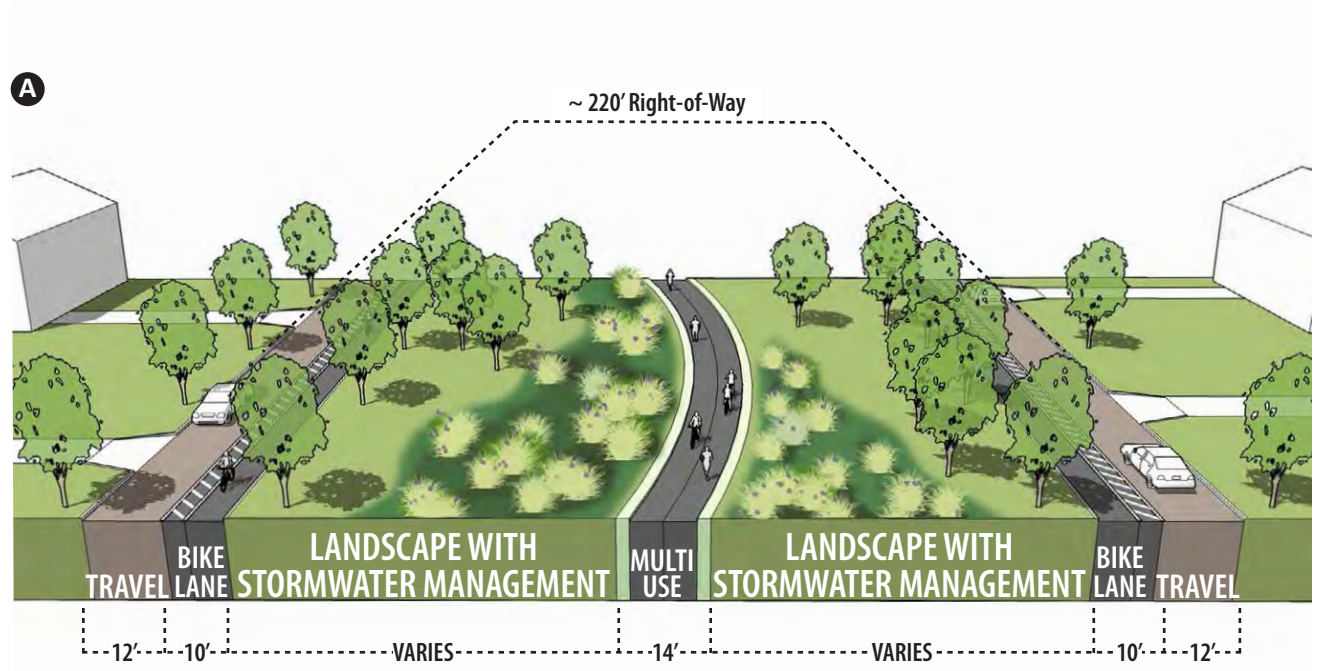 A
~ 220' Right-of-Way
TRAVEL
BIKE
LANE
LANDSCAPE WITH
STORMWATER MANAGEMENT
MULTI
USE
LANDSCAPE WITH
STORMWATER MANAGEMENT
BIKE
LANE
TRAVEL
12' 10' VARIES 14' VARIES 10' 12'